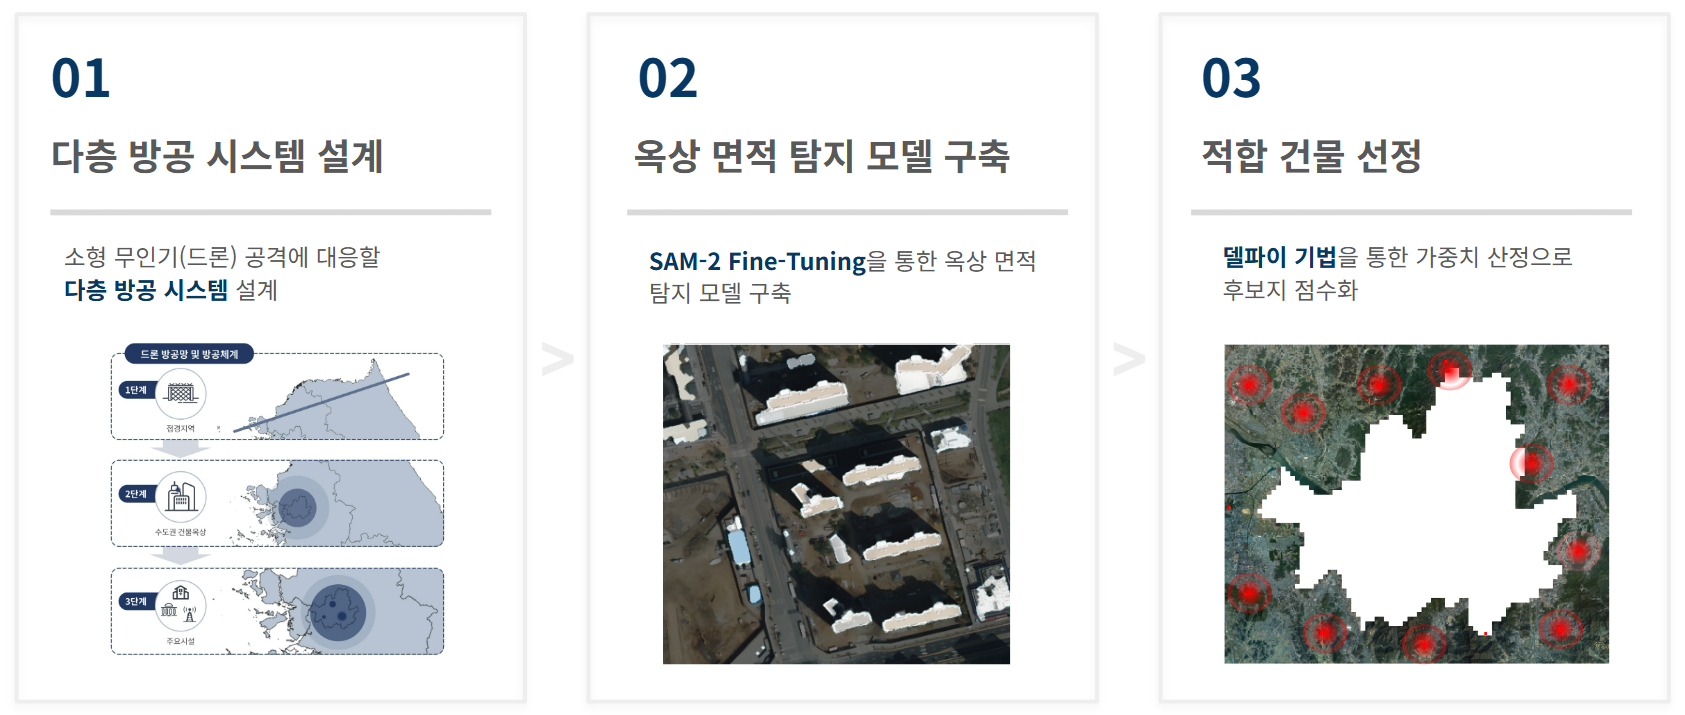 01
다층 방공 시스템 설계
소형 무인기(드론) 공격에 대응할
다층 방공 시스템 설계
드론 방공망 및 방공체계
1단계
접경지역
2단계
수도권 건물옥상
3단계
주요시설
>
02
옥상 면적 탐지 모델 구축
SAM-2 Fine-Tuning을 통한 옥상 면적
탐지 모델 구축
>
03
적합 건물 선정
델파이 기법을 통한 가중치 산정으로
후보지 점수화